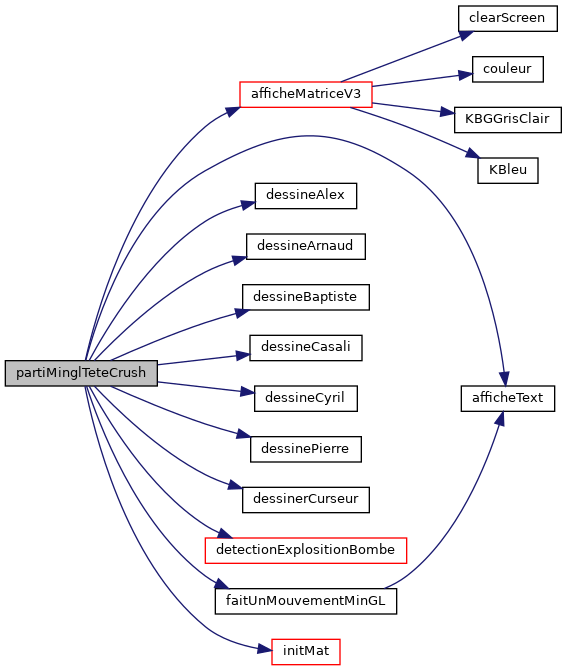 clearScreen
couleur
afficheMatriceV3
KBGGrisClair
KBleu
dessineAlex
dessineArnaud
dessineBaptiste
dessineCasali
partiMinglTeteCrush
dessineCyril
afficheText
dessinePierre
dessinerCurseur
detectionExplositionBombe
faitUnMouvementMinGL
initMat